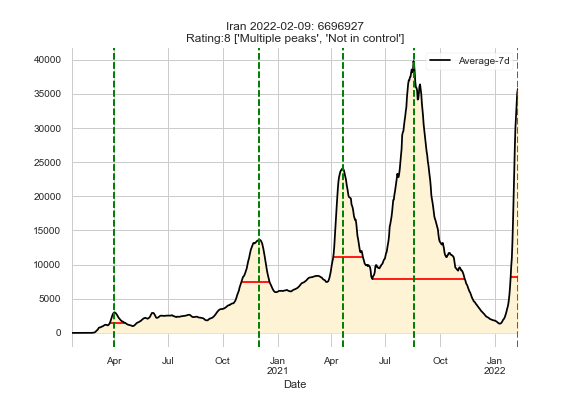 Iran 2022-02-09: 6696927
Rating:8 ['Multiple peaks', 'Not in control']
Average-7d
40000
35000
30000
25000
20000
15000
10000
5000
0
Apr Jul Oct Jan Apr Jul Oct Jan
2021 2022
Date